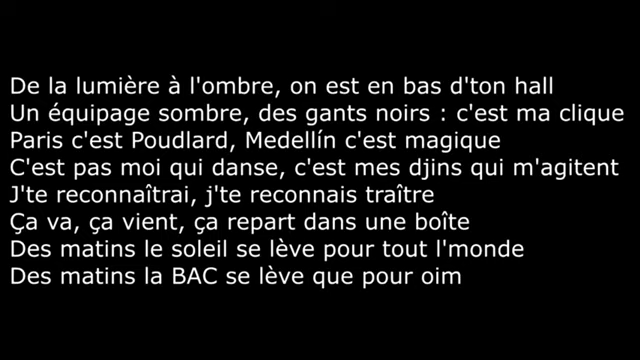 De la lumière à l'ombre, on est en bas d'ton hall
Un équipage sombre, des gants noirs : c'est ma clique
Paris c'est Poudlard, Medellín c'est magique
C'est pas moi qui danse, c'est mes djins qui m'agitent
J'te reconnaîtrai, j'te reconnais traître
Ça va, ça vient, ça repart dans une boîte
Des matins le soleil se lève pour tout l'monde
Des matins la BAC se lève que pour oim